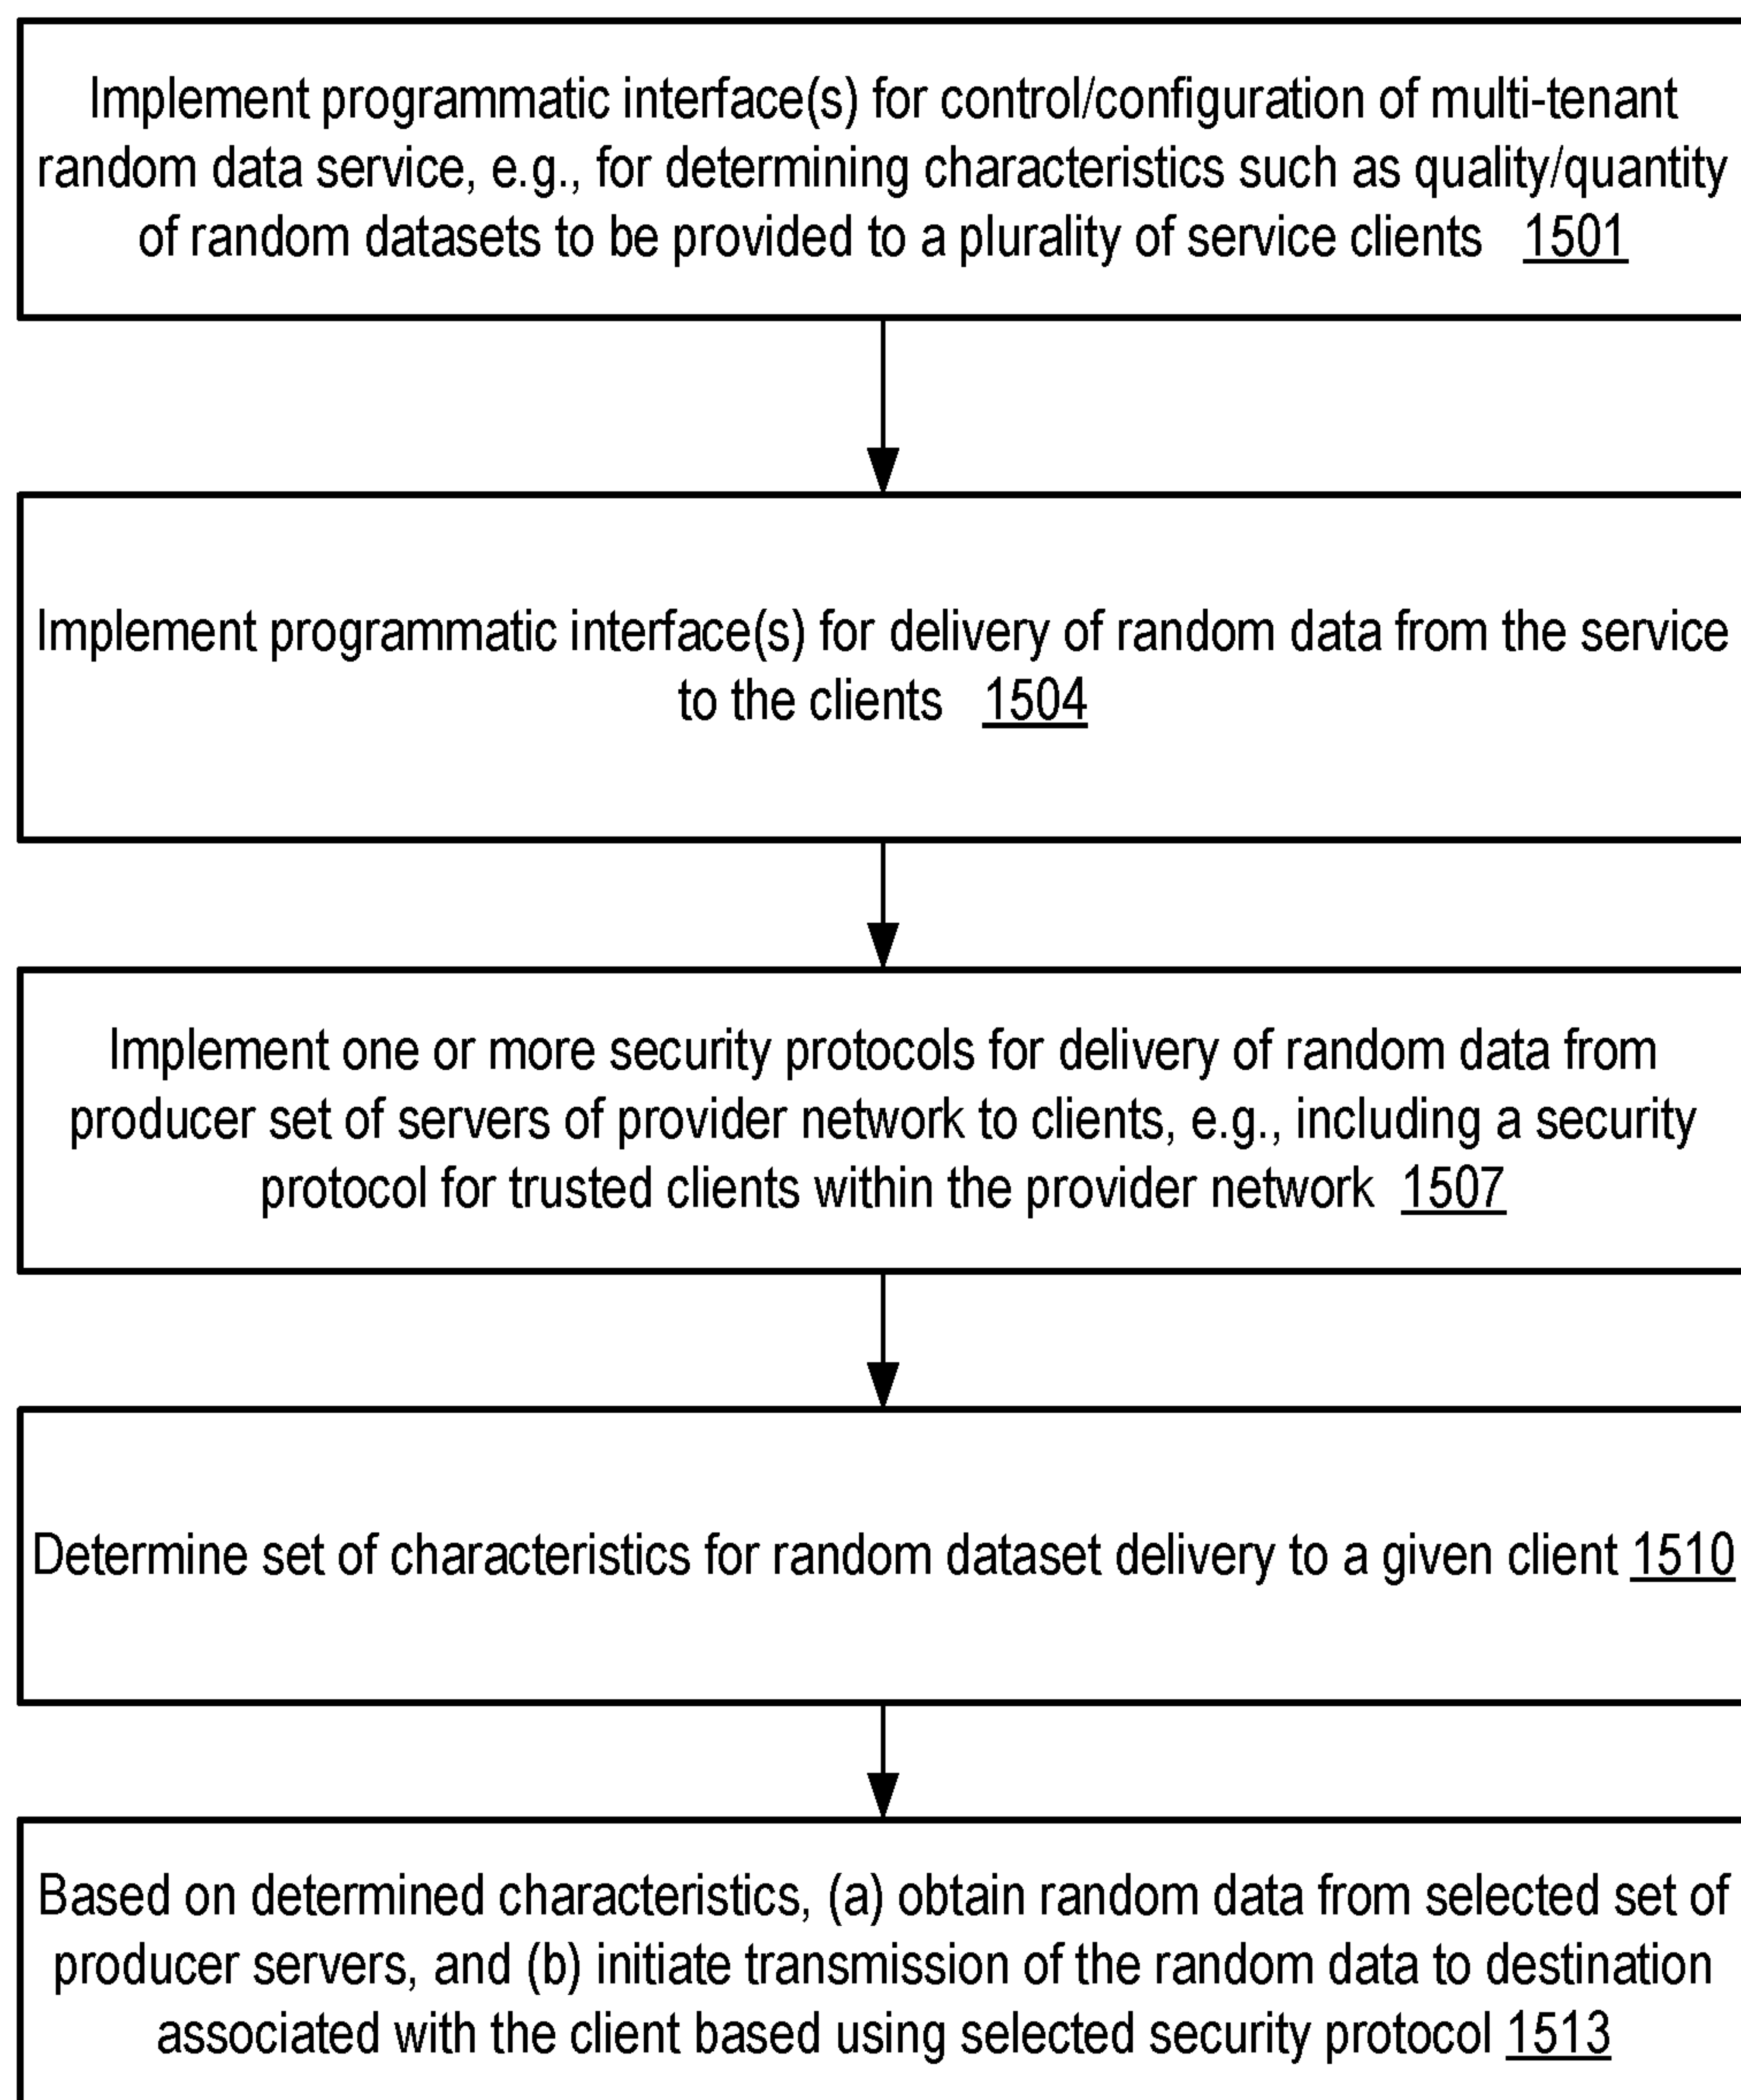 Implement programmatic interface(s) for control/configuration of multi-tenant
random data service, e.g., for determining characteristics such as quality/quantity
of random datasets to be provided to a plurality of service clients 1501
Implement programmatic interface(s) for delivery of random data from the service
to the clients 1504
Implement one or more security protocols for delivery of random data from
producer set of servers of provider network to clients, e.g., including a security
protocol for trusted clients within the provider network 1507
Determine set of characteristics for random dataset delivery to a given client 1510
Based on determined characteristics, (a) obtain random data from selected set of
producer servers, and (b) initiate transmission of the random data to destination
associated with the client based using selected security protocol 1513